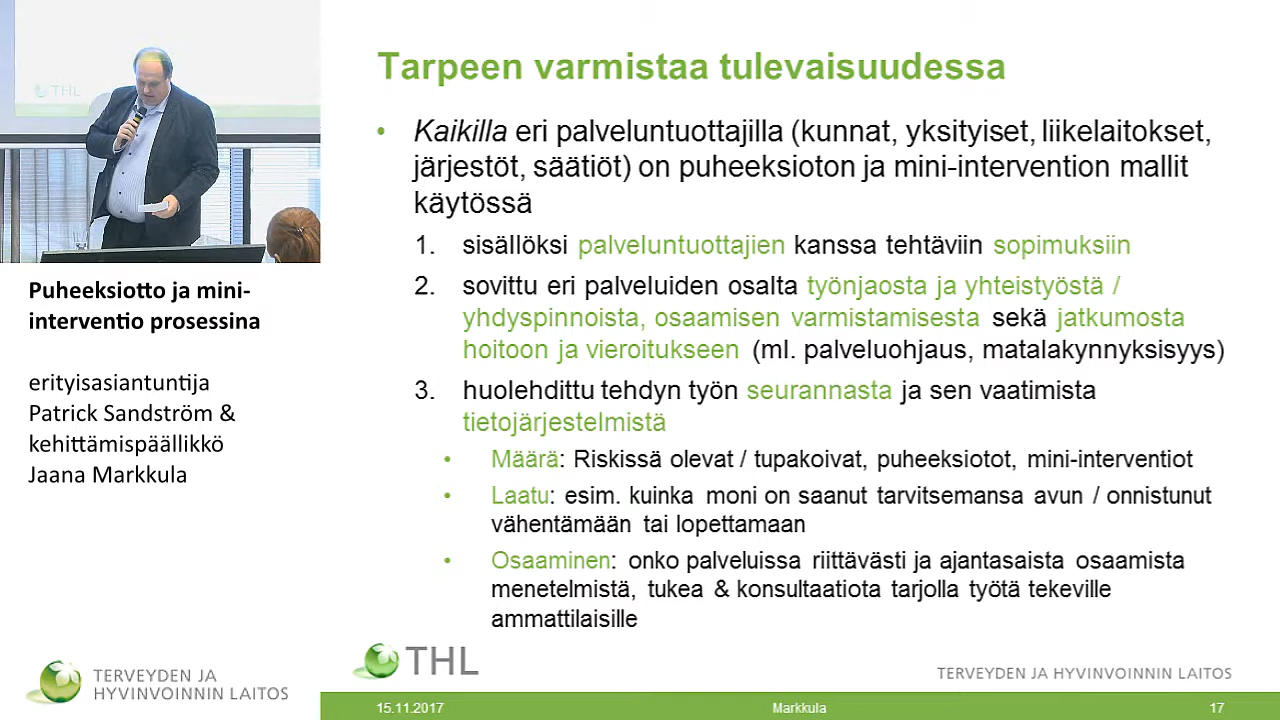 THL
Puheeksiotto ja mini-
interventio prosessina
erityisasiantuntija
Patrick Sandström &
kehittämispäällikkö
Jaana Markkula
TERVEYDEN JA
HYVINVOINNIN LAITOS
Tarpeen varmistaa tulevaisuudessa
• Kaikilla eri palveluntuottajilla (kunnat, yksityiset, liikelaitokset,
järjestöt, säätiöt) on puheeksioton ja mini-intervention mallit
käytössä
1. sisällöksi palveluntuottajien kanssa tehtäviin sopimuksiin
2. sovittu eri palveluiden osalta työnjaosta ja yhteistyöstä /
yhdyspinnoista, osaamisen varmistamisesta sekä jatkumosta
hoitoon ja vieroitukseen (ml. palveluohjaus, matalakynnyksisyys)
3. huolehdittu tehdyn työn seurannasta ja sen vaatimista
tietojärjestelmistä
• Määrä: Riskissä olevat / tupakoivat, puheeksiotot, mini-interventiot
• Laatu: esim. kuinka moni on saanut tarvitsemansa avun / onnistunut
vähentämään tai lopettamaan
• Osaaminen: onko palveluissa riittävästi ja ajantasaista osaamista
menetelmistä, tukea & konsultaatiota tarjolla työtä tekeville
ammattilaisille
THL
TERVEYDEN JA HYVINVOINNIN LAITOS
15.11.2017 Markkula 17